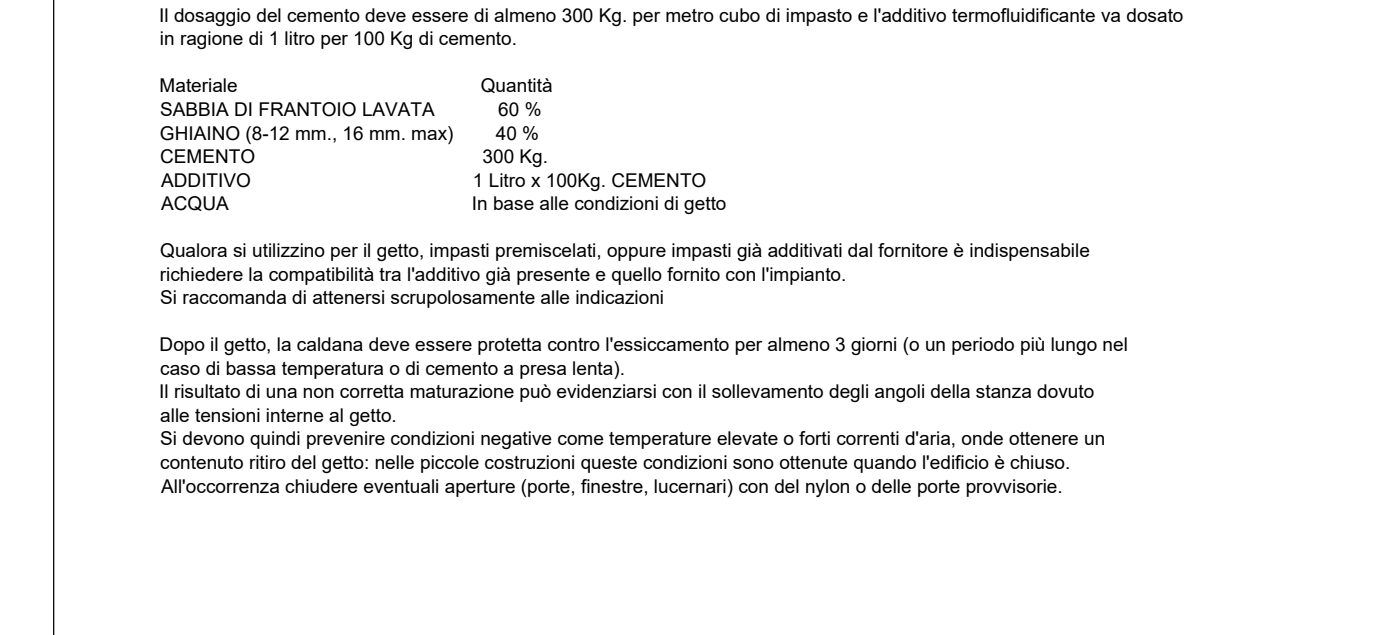 Il dosaggio del cemento deve essere di almeno 300 Kg. per metro cubo di impasto e l'additivo termofluidificante va dosato
in ragione di 1 litro per 100 Kg di cemento.
Materiale Quantità
SABBIA DI FRANTOIO LAVATA 60 %
GHIAINO (8-12 mm., 16 mm. max) 40 %
CEMENTO 300 Kg.
ADDITIVO 1 Litro x 100Kg. CEMENTO
ACQUA In base alle condizioni di getto
Qualora si utilizzino per il getto, impasti premiscelati, oppure impasti già additivati dal fornitore è indispensabile
richiedere la compatibilità tra l'additivo già presente e quello fornito con l'impianto.
Si raccomanda di attenersi scrupolosamente alle indicazioni
Dopo il getto, la caldana deve essere protetta contro l'essiccamento per almeno 3 giorni (o un periodo più lungo nel
caso di bassa temperatura o di cemento a presa lenta).
Il risultato di una non corretta maturazione può evidenziarsi con il sollevamento degli angoli della stanza dovuto
alle tensioni interne al getto.
Si devono quindi prevenire condizioni negative come temperature elevate o forti correnti d'aria, onde ottenere un
contenuto ritiro del getto: nelle piccole costruzioni queste condizioni sono ottenute quando l'edificio è chiuso.
All'occorrenza chiudere eventuali aperture (porte, finestre, lucernari) con del nylon o delle porte provvisorie.